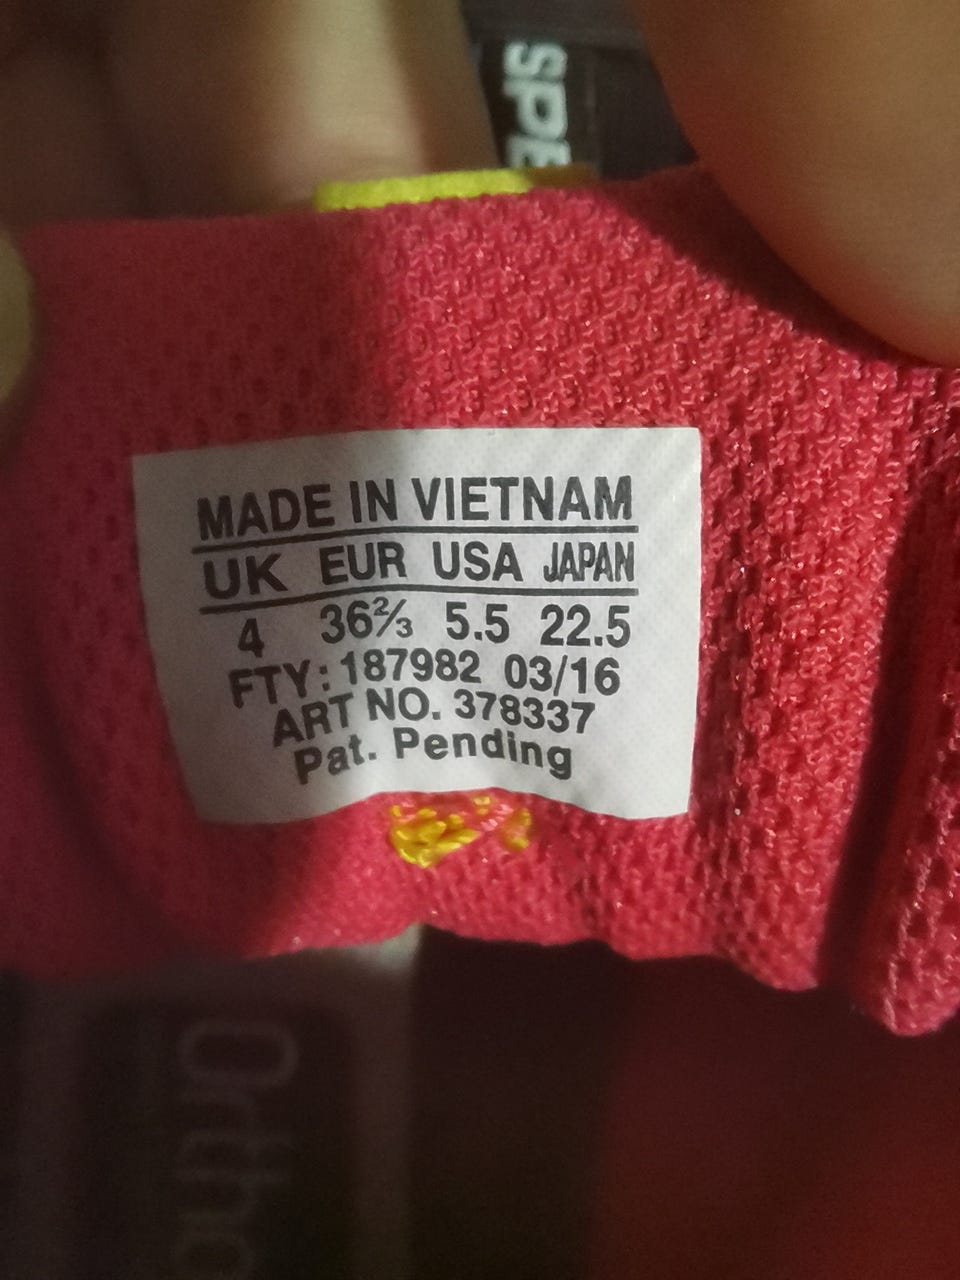 SPE
MADE IN VIETNAM
UK EUR USA JAPAN
4 36⅔ 5.5 22.5
FTY: 187982 03/16
ART NO. 378337
Pat. Pending
Ortho